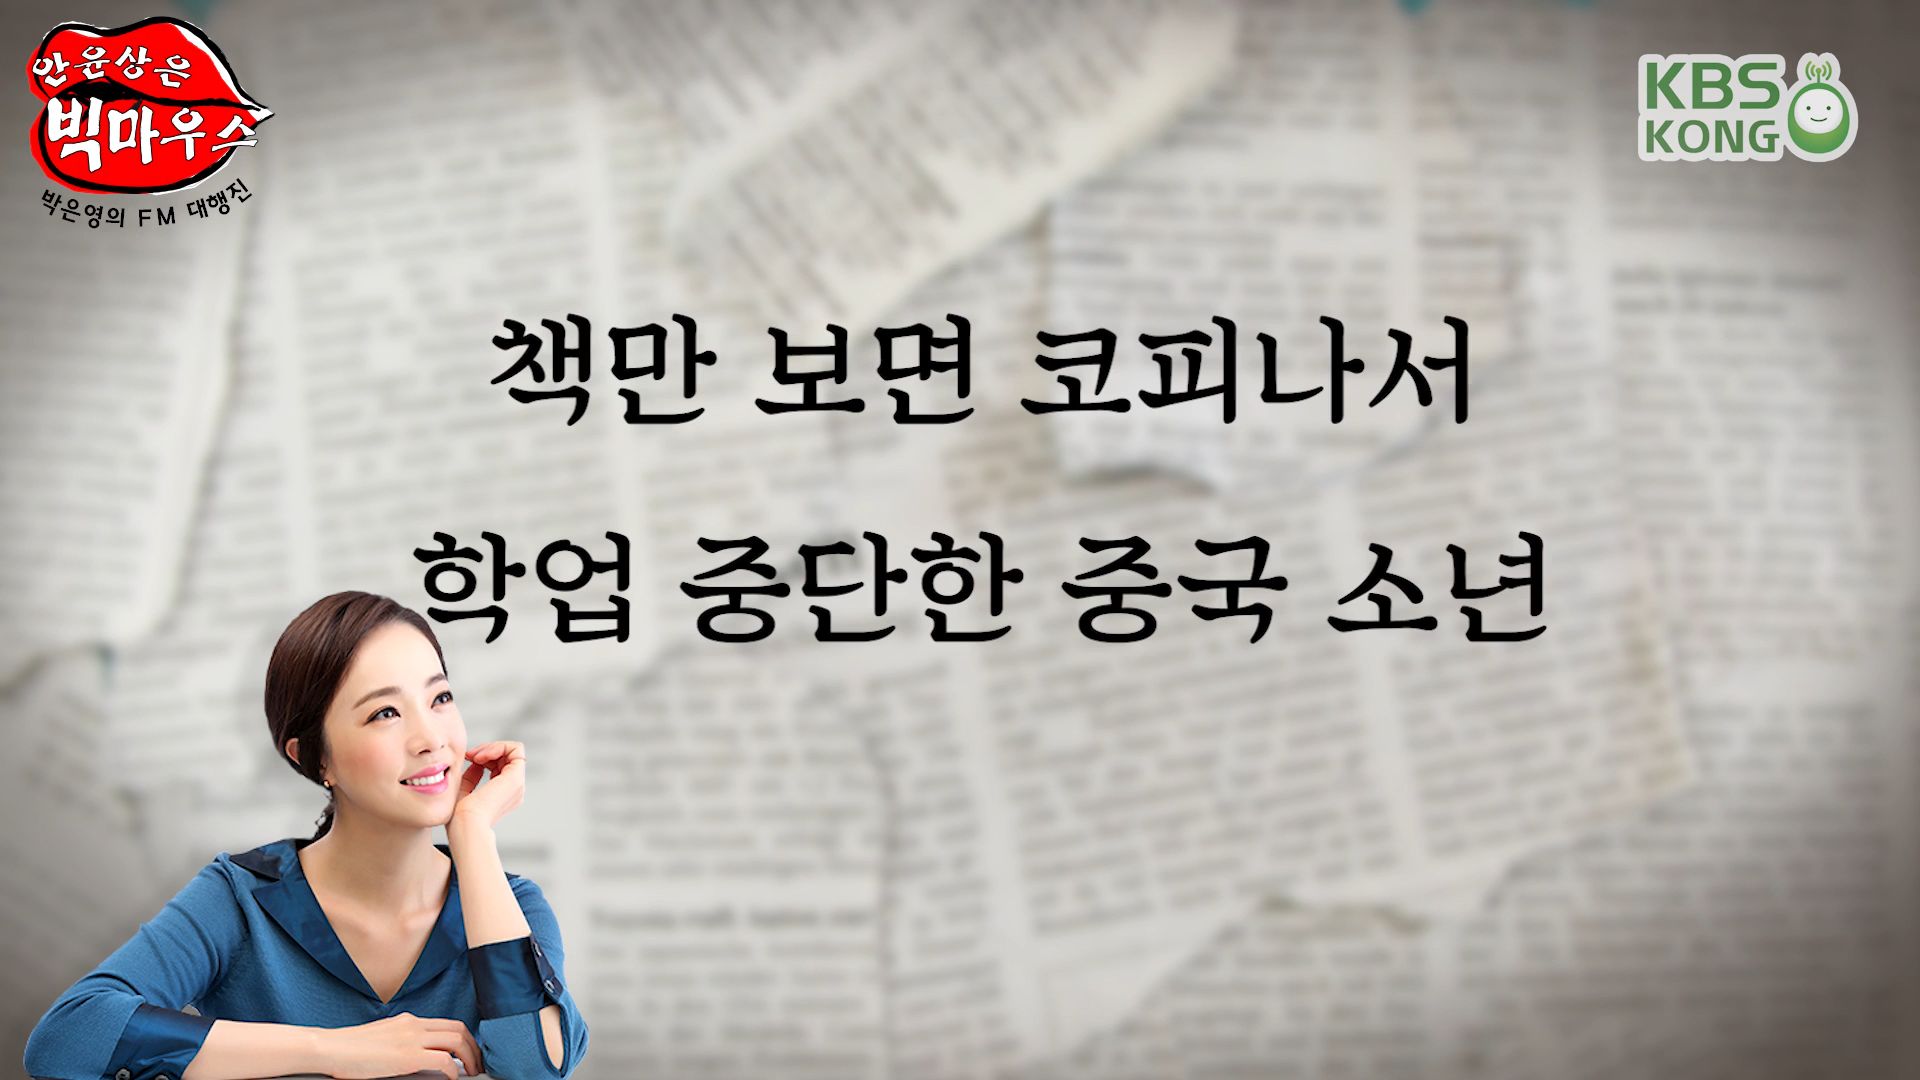 안윤상은
빅마우스
박은영의 FM 대행진
KBS
KONG
책만 보면 코피나서
학업 중단한 중국 소년